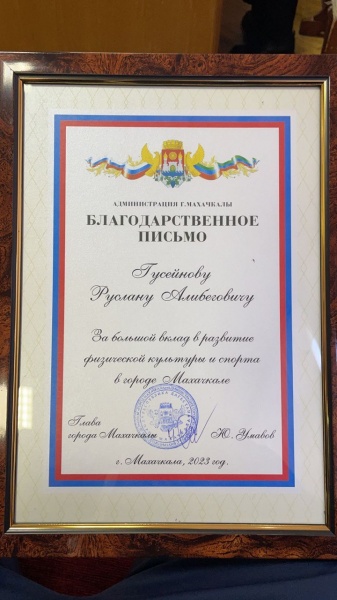 АДМИНИСТРАЦИЯ Г.МАХАЧКАЛЫ
БЛАГОДАРСТВЕННОЕ
ПИСЬМО
Гусейнову
Руслану Алибеговичу
За большой вклад в развитие
физической культуры и спорта
в городе Махачкале
Глава
города Махачкалы Ю. Умавов
г. Махачкала, 2023 год.